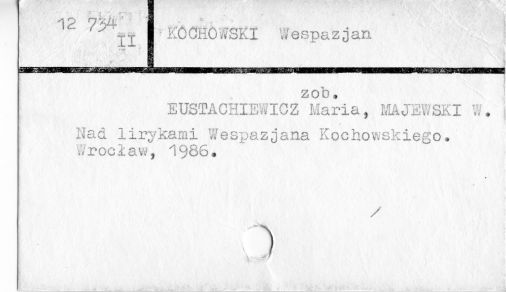 12 734
II
KOCHOWSKI Wespazjan
zob.
EUSTACHIEWICZ Maria, MAJEWSKI W.
Nad lirykami Wespazjana Kochowskiego.
Wrocław, 1986.